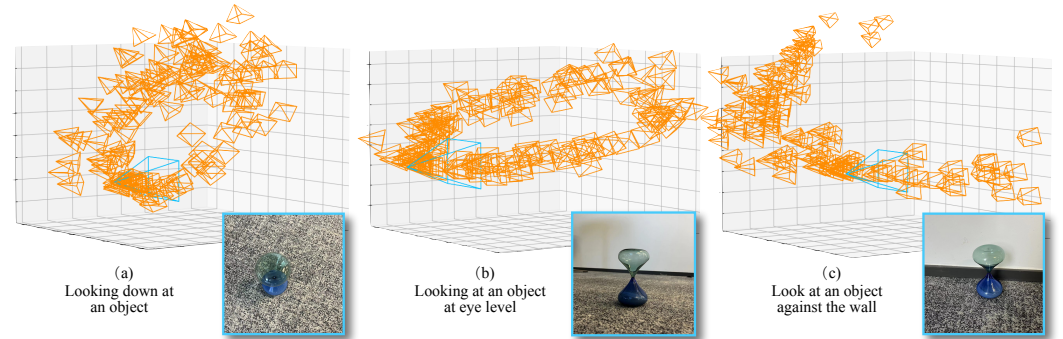 (a)
Looking down at
an object
(b)
Looking at an object
at eye level
(c)
Look at an object
against the wall